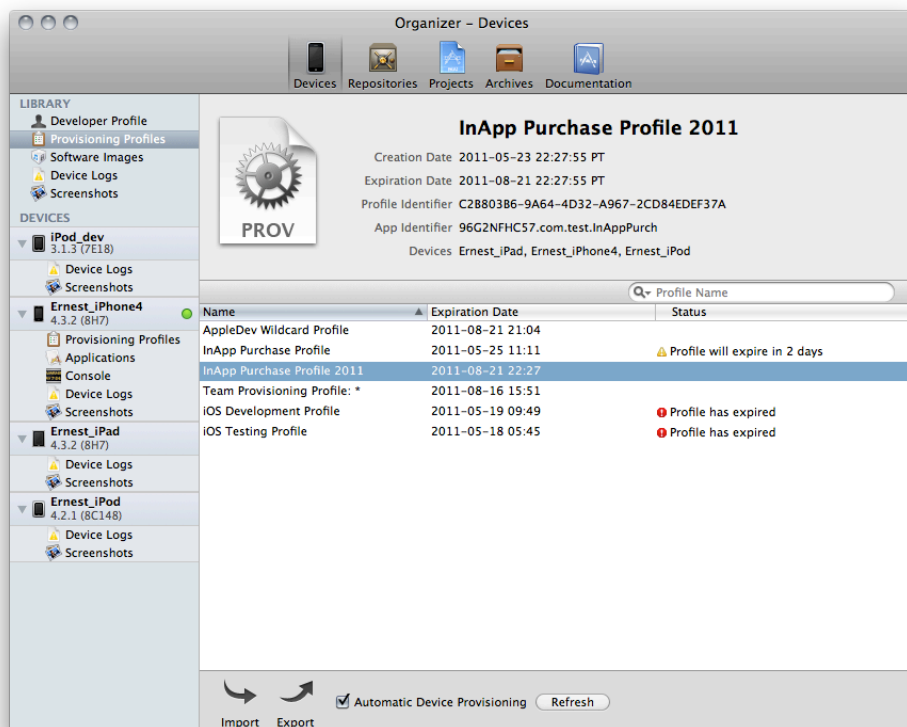 Organizer – Devices
Devices Repositories Projects Archives Documentation
LIBRARY
Developer Profile
Provisioning Profiles
Software Images
Device Logs
Screenshots
DEVICES
iPod_dev
3.1.3 (7E18)
Device Logs
Screenshots
Ernest_iPhone4
4.3.2 (8H7)
Provisioning Profiles
Applications
Console
Device Logs
Screenshots
Ernest_iPad
4.3.2 (8H7)
Device Logs
Screenshots
Ernest_iPod
4.2.1 (8C148)
Device Logs
Screenshots
PROV
InApp Purchase Profile 2011
Creation Date 2011-05-23 22:27:55 PT
Expiration Date 2011-08-21 22:27:55 PT
Profile Identifier C2B803B6-9A64-4D32-A967-2CD84EDEF37A
App Identifier 96G2NFHC57.com.test.InAppPurch
Devices Ernest_iPad, Ernest_iPhone4, Ernest_iPod
Profile Name
Name Expiration Date Status
AppleDev Wildcard Profile 2011-08-21 21:04
InApp Purchase Profile 2011-05-25 11:11 Profile will expire in 2 days
InApp Purchase Profile 2011 2011-08-21 22:27
Team Provisioning Profile: * 2011-08-16 15:51
iOS Development Profile 2011-05-19 09:49 Profile has expired
iOS Testing Profile 2011-05-18 05:45 Profile has expired
Import Export Automatic Device Provisioning Refresh